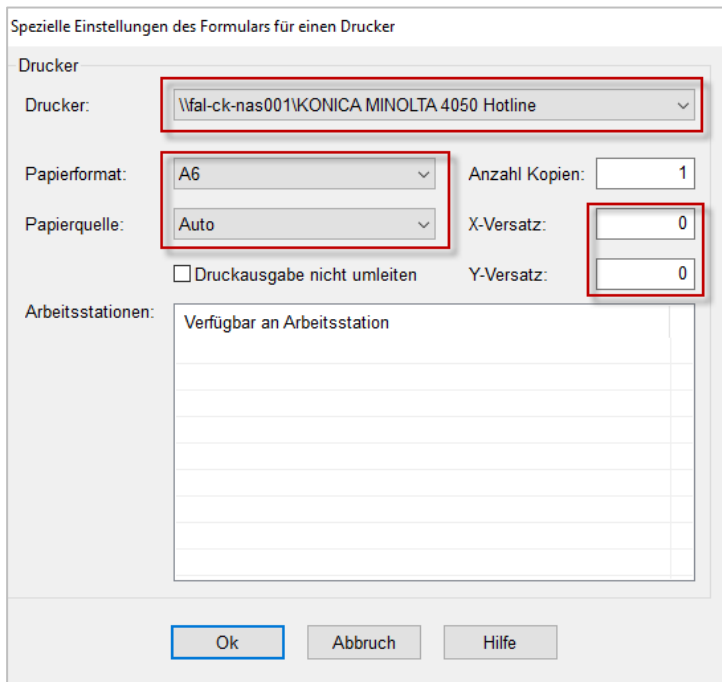 Spezielle Einstellungen des Formulars für einen Drucker
Drucker
Drucker: \\fal-ck-nas001\KONICA MINOLTA 4050 Hotline
Papierformat: A6 Anzahl Kopien: 1
Papierquelle: Auto X-Versatz: 0
Druckausgabe nicht umleiten Y-Versatz: 0
Arbeitsstationen: Verfügbar an Arbeitsstation
Ok Abbruch Hilfe